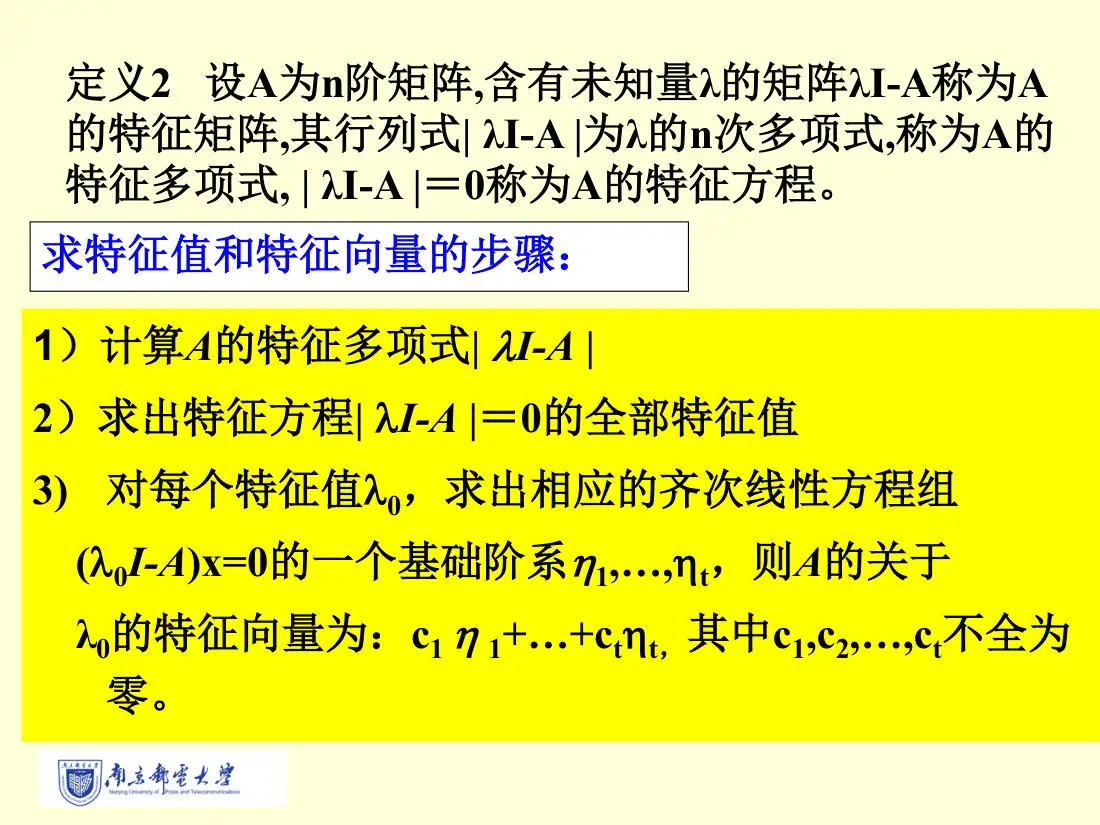 定义2 设A为n阶矩阵,含有未知量λ的矩阵λI-A称为A
的特征矩阵,其行列式| λI-A |为λ的n次多项式,称为A的
特征多项式, | λI-A |＝0称为A的特征方程。
求特征值和特征向量的步骤：
1）计算A的特征多项式| λI-A |
2）求出特征方程| λI-A |＝0的全部特征值
3) 对每个特征值λ0，求出相应的齐次线性方程组
(λ0I-A)x=0的一个基础阶系η1,…,ηt，则A的关于
λ0的特征向量为：c1 η 1+…+ctηt，其中c1,c2,…,ct不全为
零。
南京邮电大学
Nanjing University of Posts and Telecommunications